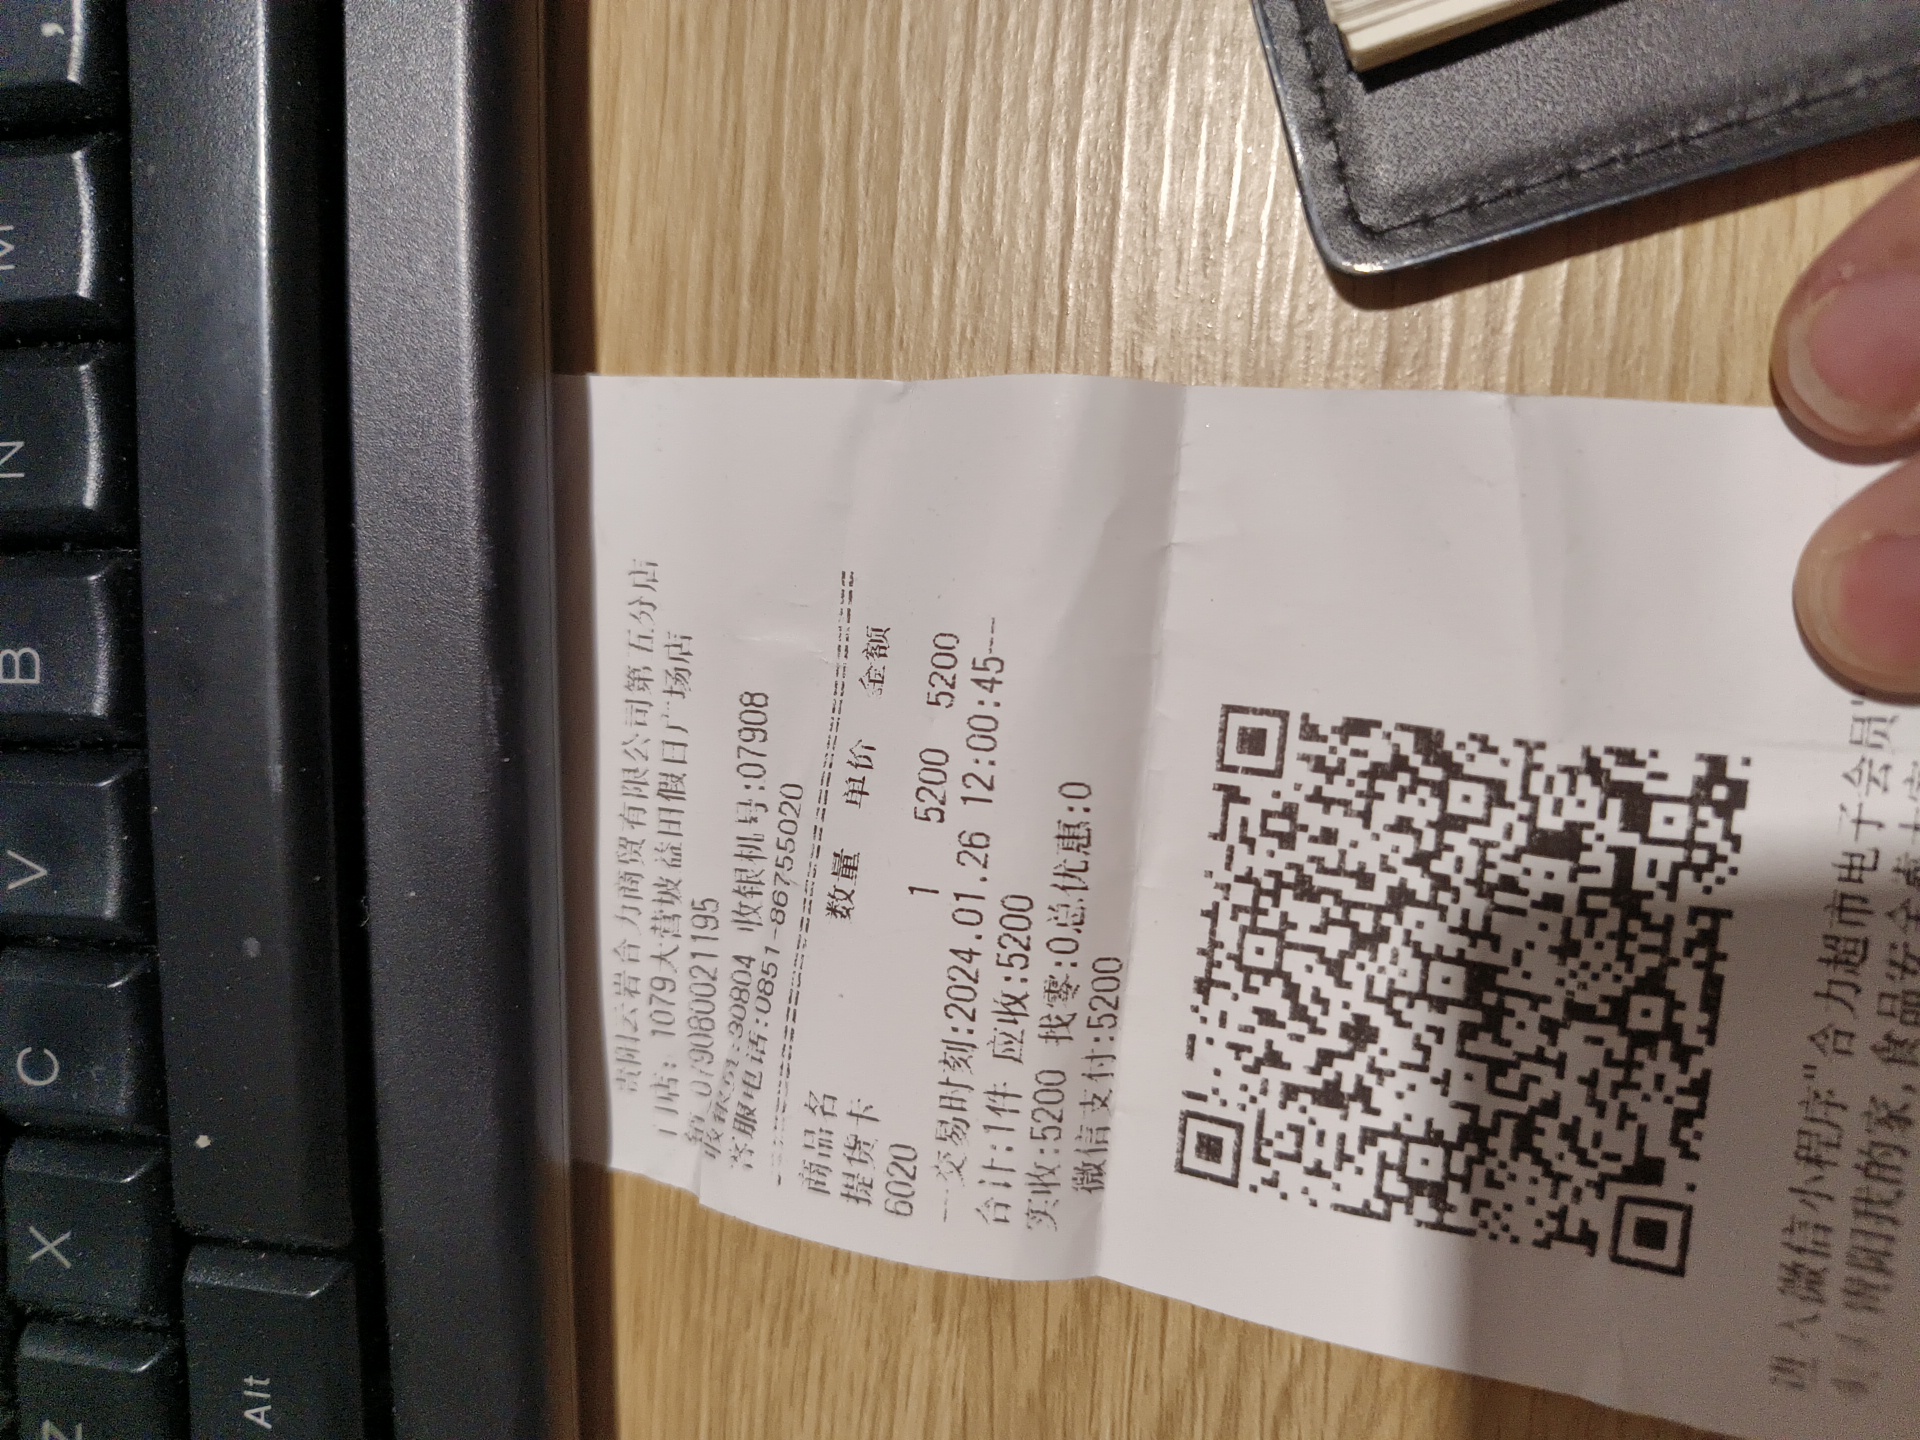 贵阳云岩合力商贸有限公司第五分店
门店: 1079大营坡益田假日广场店
079080021195
收银员:30804 收银机号:07908
客服电话:0851-86755020
商品名 数量 单价 金额
提货卡
6020 1 5200 5200
---交易时刻:2024.01.26 12:00:45---
合计:1件 应收:5200
实收:5200 找零:0总优惠:0
微信支付:5200
进入微信小程序"合力超市电子会员"
我的家,食品安全靠大家
,
M
N
B
V
C
X
Z
Alt